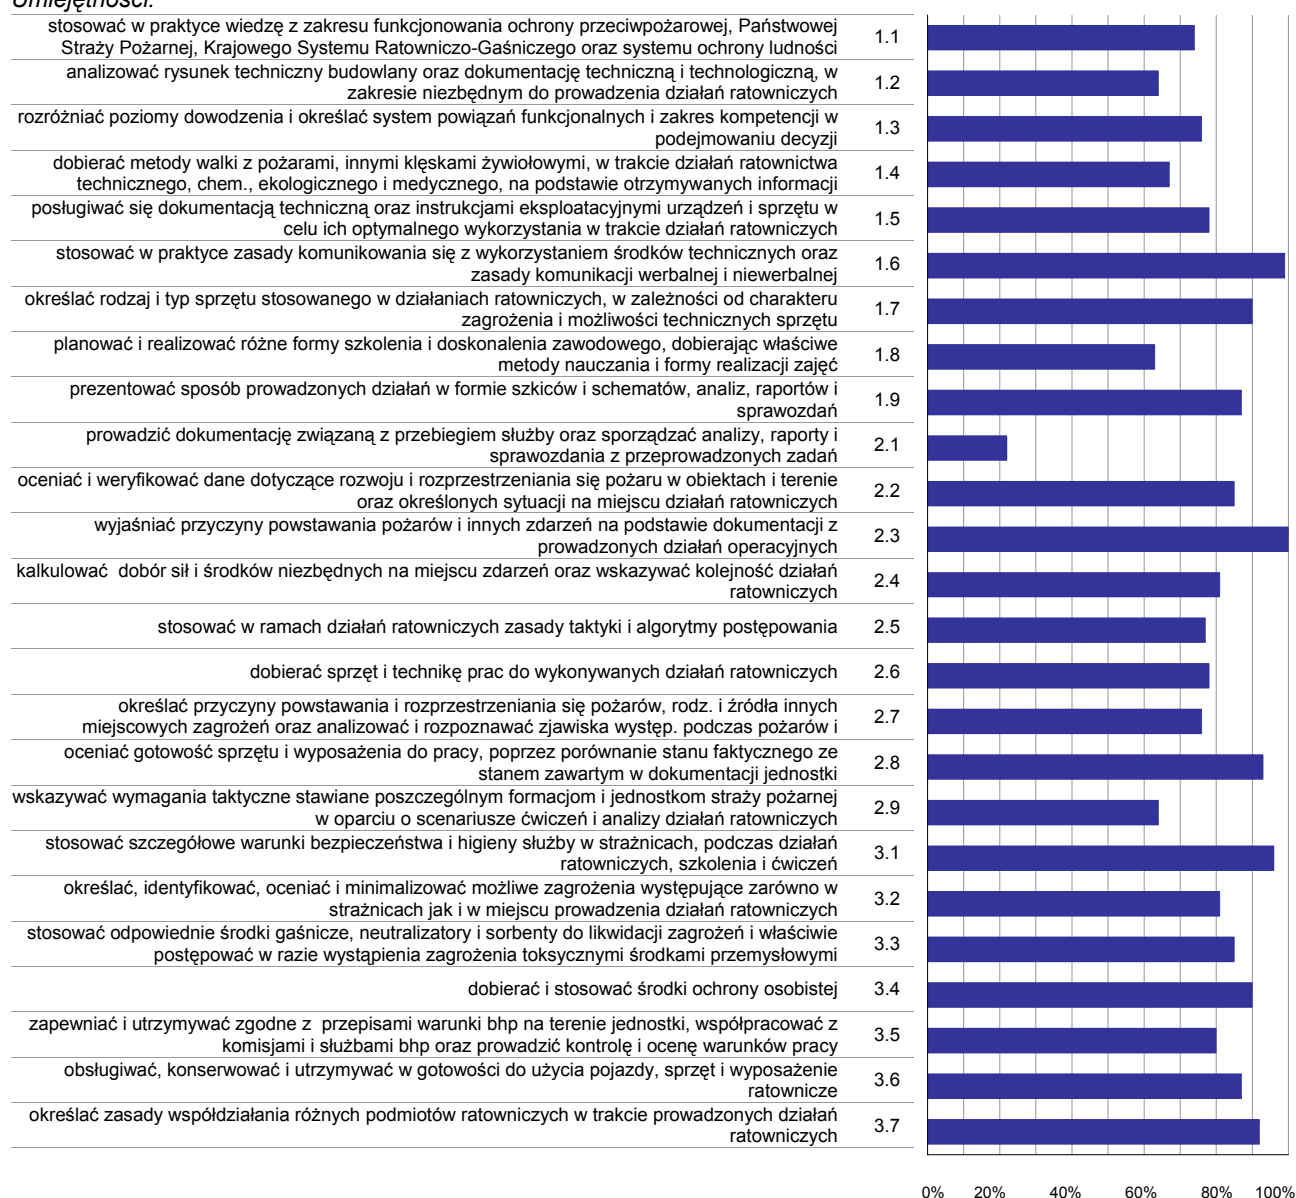 Umiejętności:
stosować w praktyce wiedzę z zakresu funkcjonowania ochrony przeciwpożarowej, Państwowej
Straży Pożarnej, Krajowego Systemu Ratowniczo-Gaśniczego oraz systemu ochrony ludności
1.1
analizować rysunek techniczny budowlany oraz dokumentację techniczną i technologiczną, w
zakresie niezbędnym do prowadzenia działań ratowniczych
1.2
rozróżniać poziomy dowodzenia i określać system powiązań funkcjonalnych i zakres kompetencji w
podejmowaniu decyzji
1.3
dobierać metody walki z pożarami, innymi klęskami żywiołowymi, w trakcie działań ratownictwa
technicznego, chem., ekologicznego i medycznego, na podstawie otrzymywanych informacji
1.4
posługiwać się dokumentacją techniczną oraz instrukcjami eksploatacyjnymi urządzeń i sprzętu w
celu ich optymalnego wykorzystania w trakcie działań ratowniczych
1.5
stosować w praktyce zasady komunikowania się z wykorzystaniem środków technicznych oraz
zasady komunikacji werbalnej i niewerbalnej
1.6
określać rodzaj i typ sprzętu stosowanego w działaniach ratowniczych, w zależności od charakteru
zagrożenia i możliwości technicznych sprzętu
1.7
planować i realizować różne formy szkolenia i doskonalenia zawodowego, dobierając właściwe
metody nauczania i formy realizacji zajęć
1.8
prezentować sposób prowadzonych działań w formie szkiców i schematów, analiz, raportów i
sprawozdań
1.9
prowadzić dokumentację związaną z przebiegiem służby oraz sporządzać analizy, raporty i
sprawozdania z przeprowadzonych zadań
2.1
oceniać i weryfikować dane dotyczące rozwoju i rozprzestrzeniania się pożaru w obiektach i terenie
oraz określonych sytuacji na miejscu działań ratowniczych
2.2
wyjaśniać przyczyny powstawania pożarów i innych zdarzeń na podstawie dokumentacji z
prowadzonych działań operacyjnych
2.3
kalkulować  dobór sił i środków niezbędnych na miejscu zdarzeń oraz wskazywać kolejność działań
ratowniczych
2.4
stosować w ramach działań ratowniczych zasady taktyki i algorytmy postępowania
2.5
dobierać sprzęt i technikę prac do wykonywanych działań ratowniczych
2.6
określać przyczyny powstawania i rozprzestrzeniania się pożarów, rodz. i źródła innych
miejscowych zagrożeń oraz analizować i rozpoznawać zjawiska występ. podczas pożarów i
2.7
oceniać gotowość sprzętu i wyposażenia do pracy, poprzez porównanie stanu faktycznego ze
stanem zawartym w dokumentacji jednostki
2.8
wskazywać wymagania taktyczne stawiane poszczególnym formacjom i jednostkom straży pożarnej
w oparciu o scenariusze ćwiczeń i analizy działań ratowniczych
2.9
stosować szczegółowe warunki bezpieczeństwa i higieny służby w strażnicach, podczas działań
ratowniczych, szkolenia i ćwiczeń
3.1
określać, identyfikować, oceniać i minimalizować możliwe zagrożenia występujące zarówno w
strażnicach jak i w miejscu prowadzenia działań ratowniczych
3.2
stosować odpowiednie środki gaśnicze, neutralizatory i sorbenty do likwidacji zagrożeń i właściwie
postępować w razie wystąpienia zagrożenia toksycznymi środkami przemysłowymi
3.3
dobierać i stosować środki ochrony osobistej
3.4
zapewniać i utrzymywać zgodne z  przepisami warunki bhp na terenie jednostki, współpracować z
komisjami i służbami bhp oraz prowadzić kontrolę i ocenę warunków pracy
3.5
obsługiwać, konserwować i utrzymywać w gotowości do użycia pojazdy, sprzęt i wyposażenie
ratownicze
3.6
określać zasady współdziałania różnych podmiotów ratowniczych w trakcie prowadzonych działań
ratowniczych
3.7
0% 20% 40% 60% 80% 100%